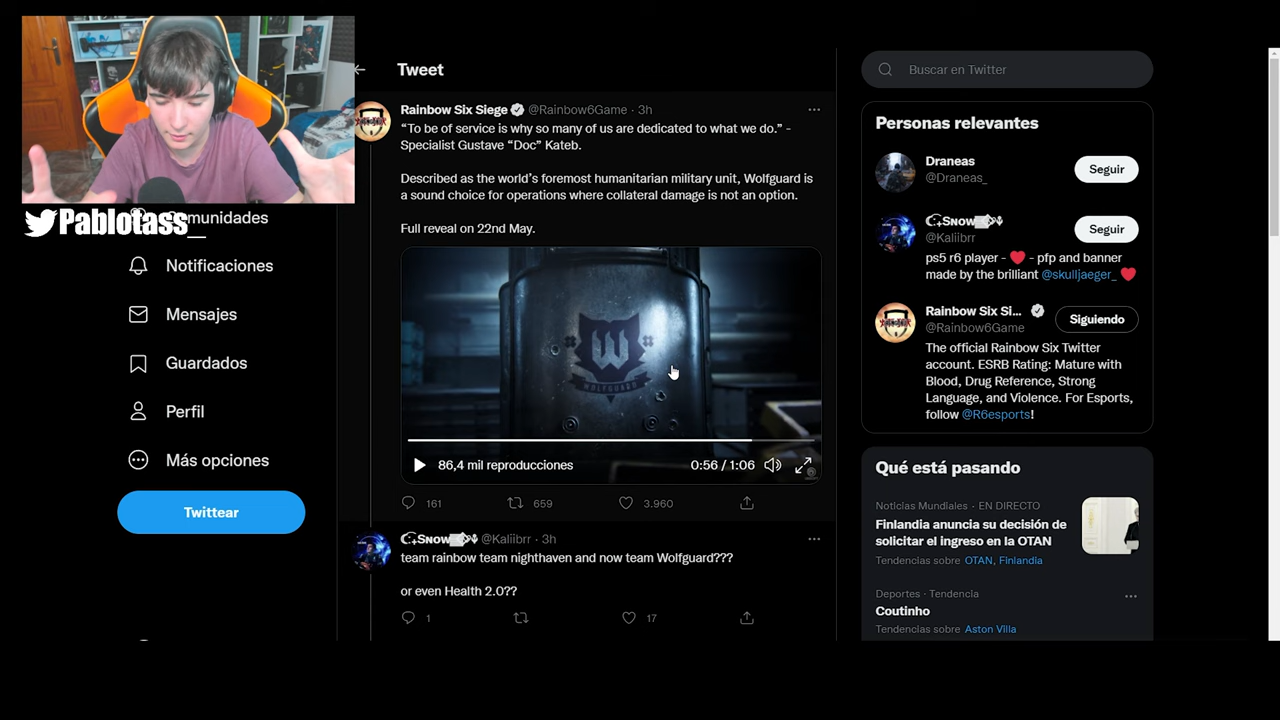 Tweet
Buscar en Twitter
Rainbow Six Siege @Rainbow6Game · 3h
“To be of service is why so many of us are dedicated to what we do.” -
Specialist Gustave “Doc” Kateb.
Described as the world's foremost humanitarian military unit, Wolfguard is
a sound choice for operations where collateral damage is not an option.
Full reveal on 22nd May.
W
WOLFGUARD
86,4 mil reproducciones
0:56 / 1:06
161
659
3.960
Snow @Kaliibrr · 3h
team rainbow team nighthaven and now team Wolfguard???
or even Health 2.0??
1
17
Pablotass_
munidades
Notificaciones
Mensajes
Guardados
Perfil
Más opciones
Twittear
Personas relevantes
Draneas
@Draneas_
Seguir
Snow
@Kaliibrr
Seguir
ps5 r6 player - ❤️ - pfp and banner
made by the brilliant @skulljaeger_ ❤️
Rainbow Six Si...
@Rainbow6Game
Siguiendo
The official Rainbow Six Twitter
account. ESRB Rating: Mature with
Blood, Drug Reference, Strong
Language, and Violence. For Esports,
follow @R6esports!
Qué está pasando
Noticias Mundiales · EN DIRECTO
Finlandia anuncia su decisión de
solicitar el ingreso en la OTAN
Tendencias sobre OTAN, Finlandia
Deportes · Tendencia
Coutinho
Tendencias sobre Aston Villa